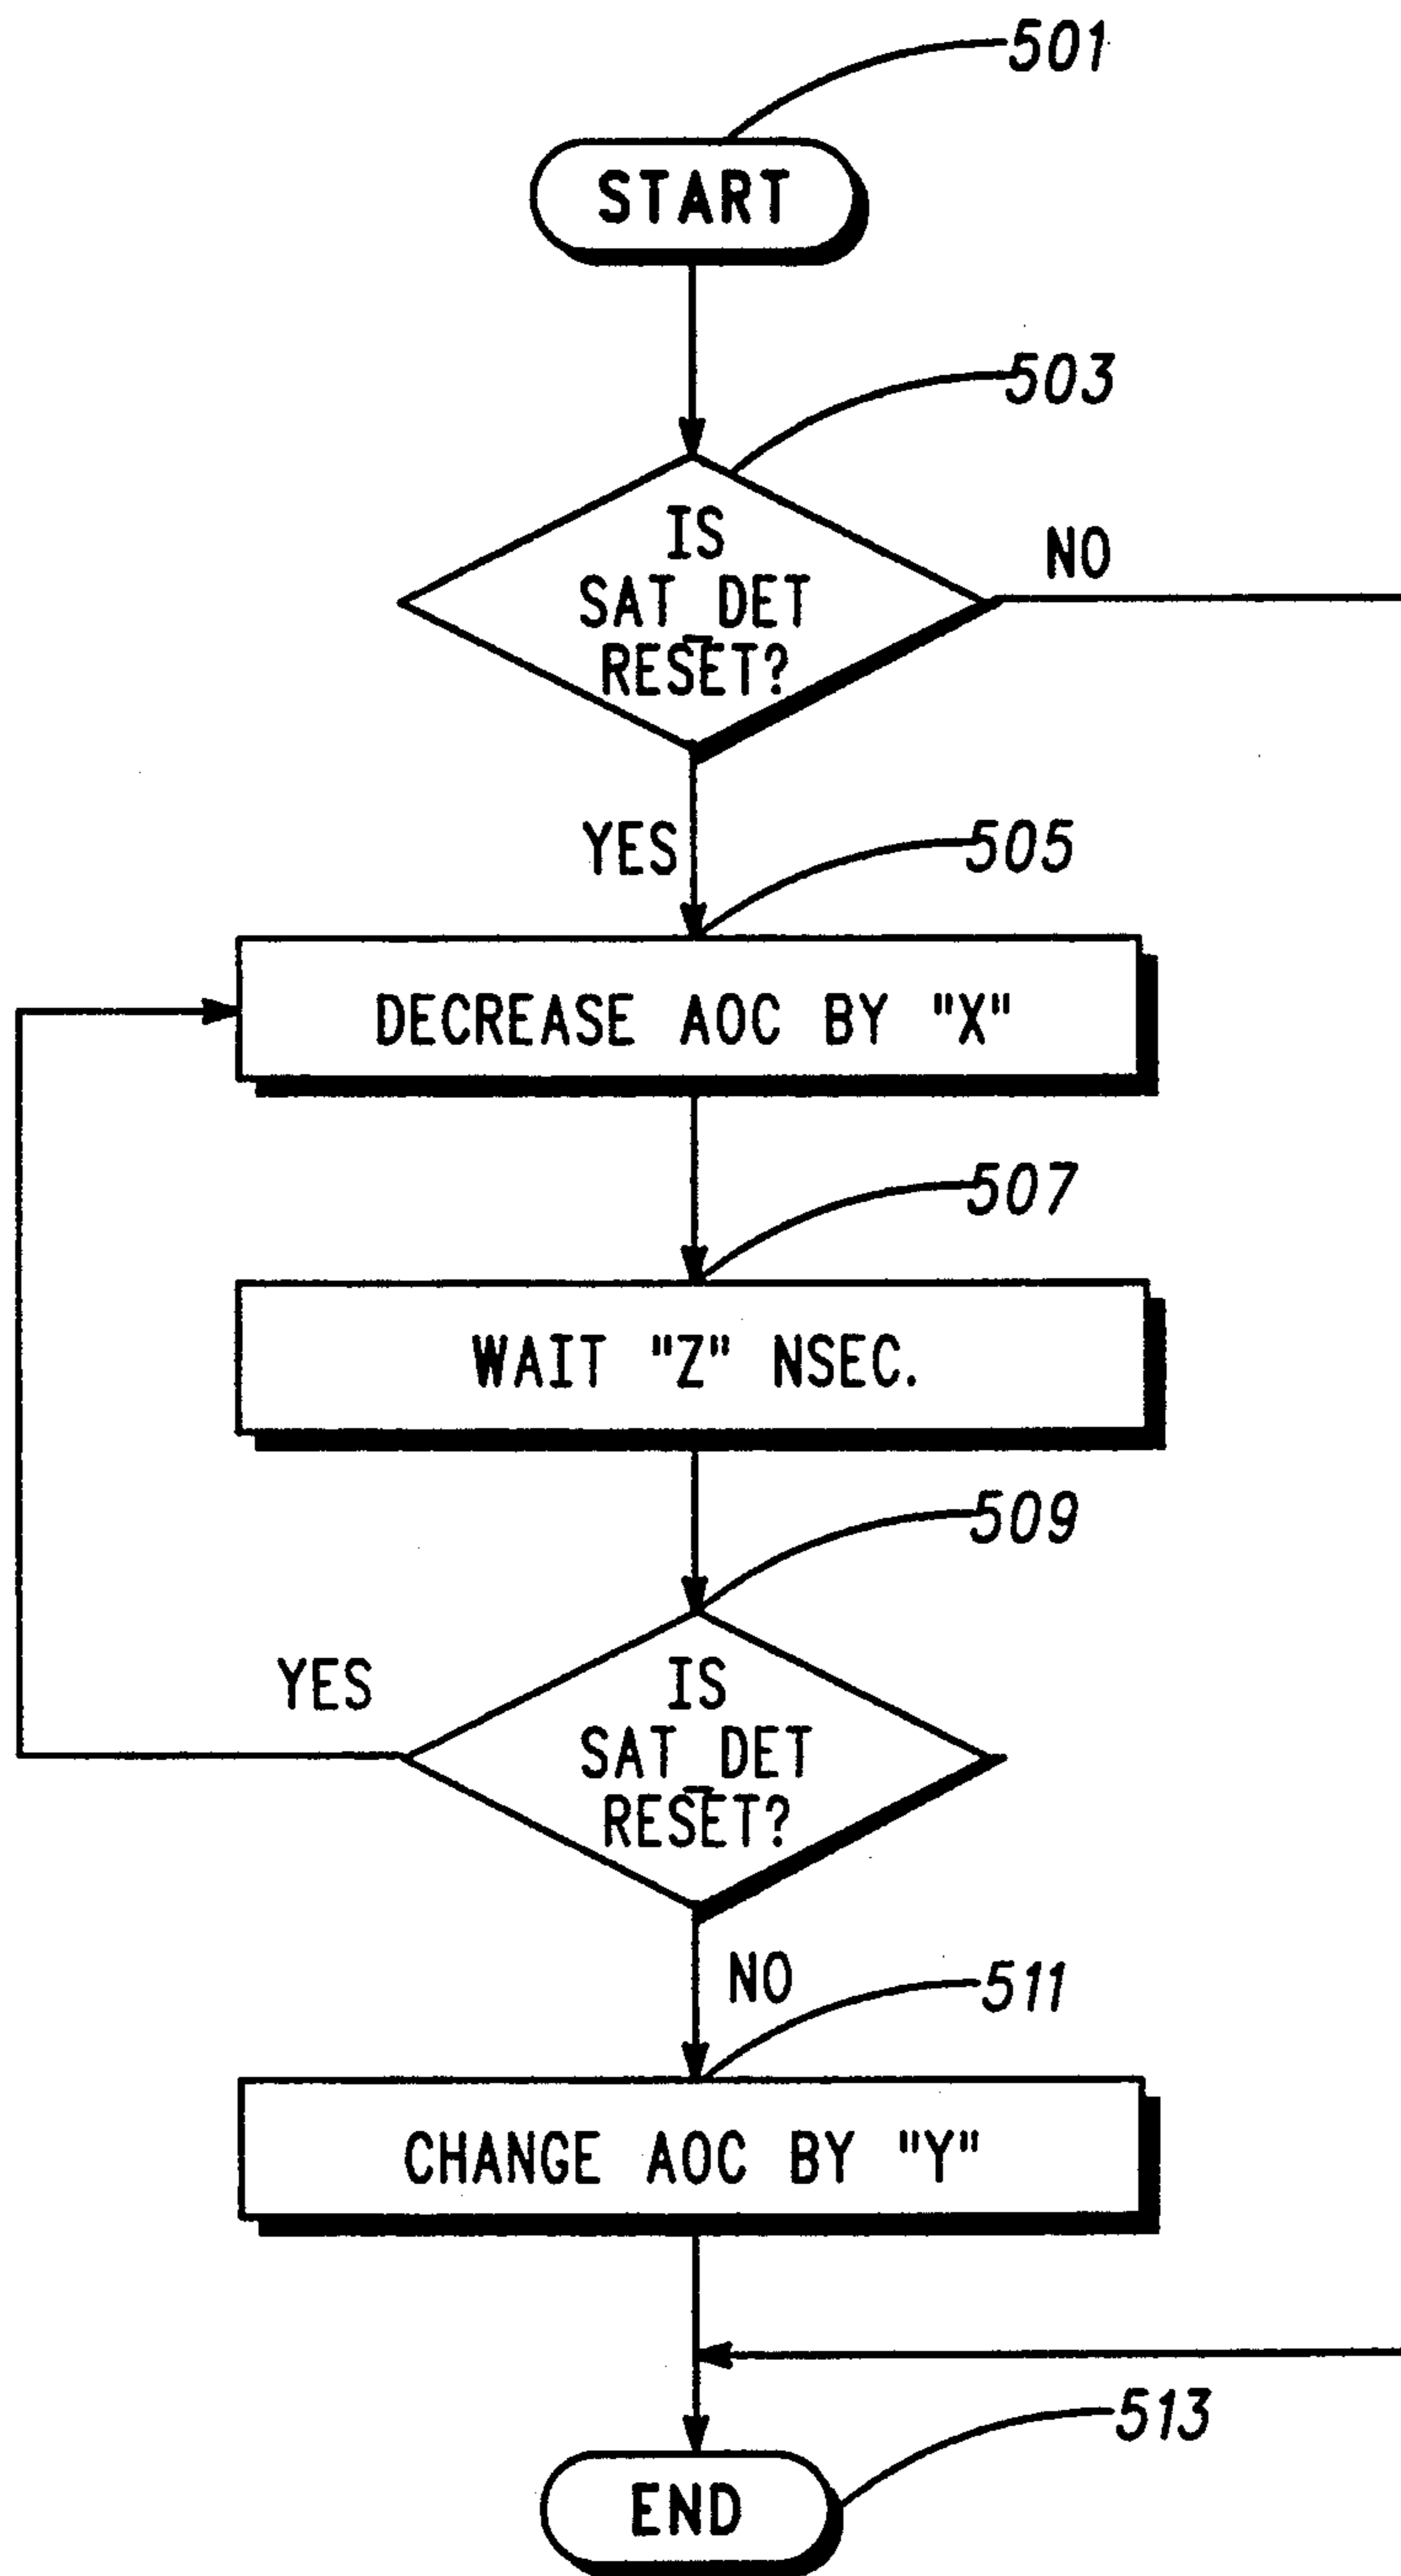 501
START
503
IS
SAT_DET
RESET?
NO
YES
505
DECREASE AOC BY "X"
507
WAIT "Z" NSEC.
509
YES
IS
SAT_DET
RESET?
NO
511
CHANGE AOC BY "Y"
513
END